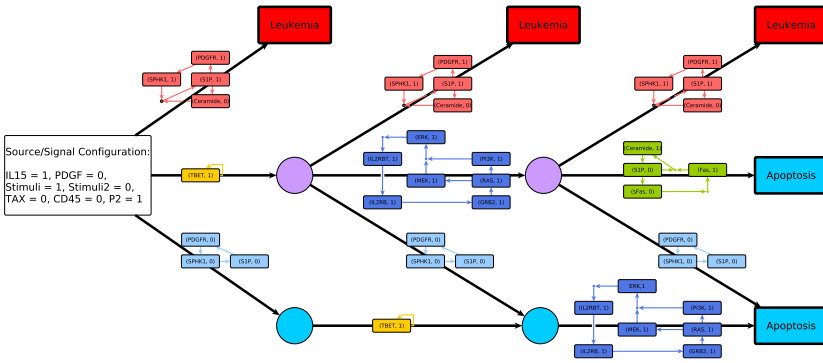 Leukemia
Leukemia
Leukemia
(PDGFR, 1)
(SPHK1, 1)
(S1P, 1)
(Ceramide, 0)
(PDGFR, 1)
(SPHK1, 1)
(S1P, 1)
(Ceramide, 0)
(PDGFR, 1)
(SPHK1, 1)
(S1P, 1)
(Ceramide, 0)
Source/Signal Configuration:
IL15 = 1, PDGF = 0,
Stimuli = 1, Stimuli2 = 0,
TAX = 0, CD45 = 0, P2 = 1
(TBET, 1)
(ERK, 1)
(IL2RBT, 1)
(PI3K, 1)
(MEK, 1)
(RAS, 1)
(IL2RB, 1)
(GRB2, 1)
(Ceramide, 1)
(S1P, 0)
(Fas, 1)
(sFas, 0)
Apoptosis
(PDGFR, 0)
(SPHK1, 0)
(S1P, 0)
(PDGFR, 0)
(SPHK1, 0)
(S1P, 0)
(PDGFR, 0)
(SPHK1, 0)
(S1P, 0)
(TBET, 1)
ERK,1
(IL2RBT, 1)
(PI3K, 1)
(MEK, 1)
(RAS, 1)
(IL2RB, 1)
(GRB2, 1)
Apoptosis